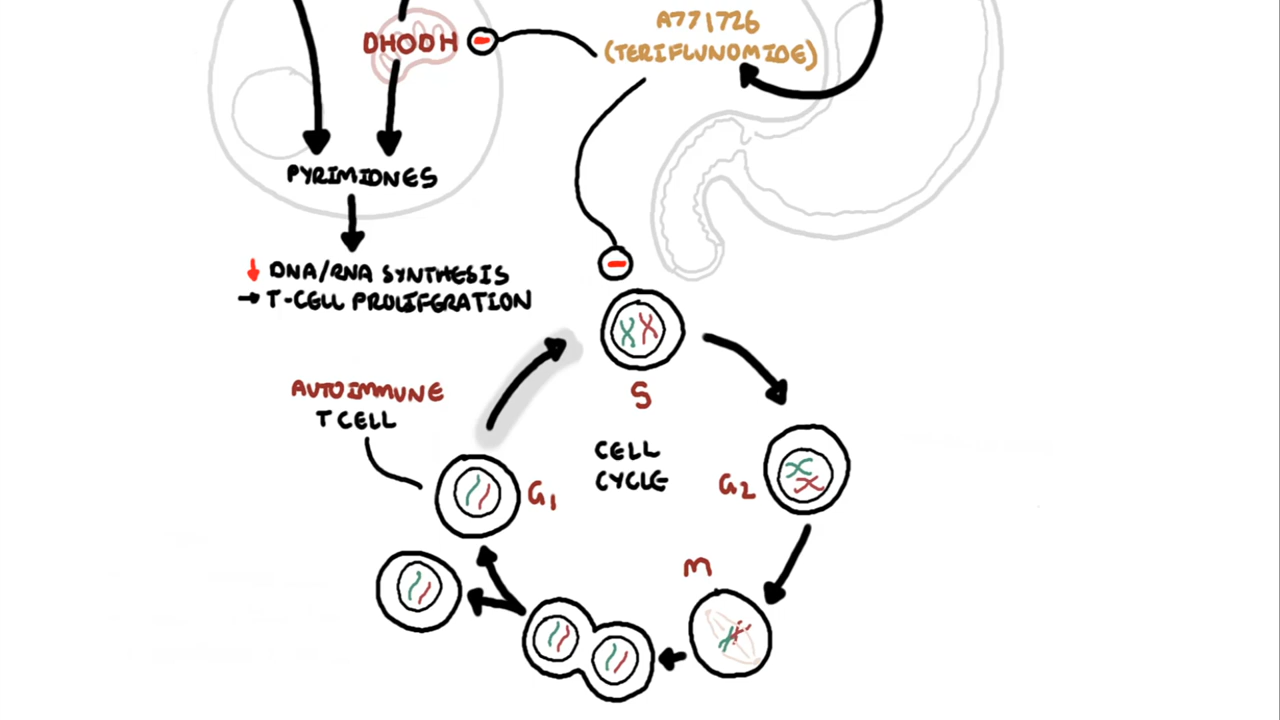 A771726
(TERIFLUNOMIDE)
DHODH
PYRIMIDNES
↓ DNA/RNA SYNTHESIS
→ T-CELL PROLIFERATION
AUTOIMMUNE
T CELL
S
CELL
CYCLE
G1
G2
M